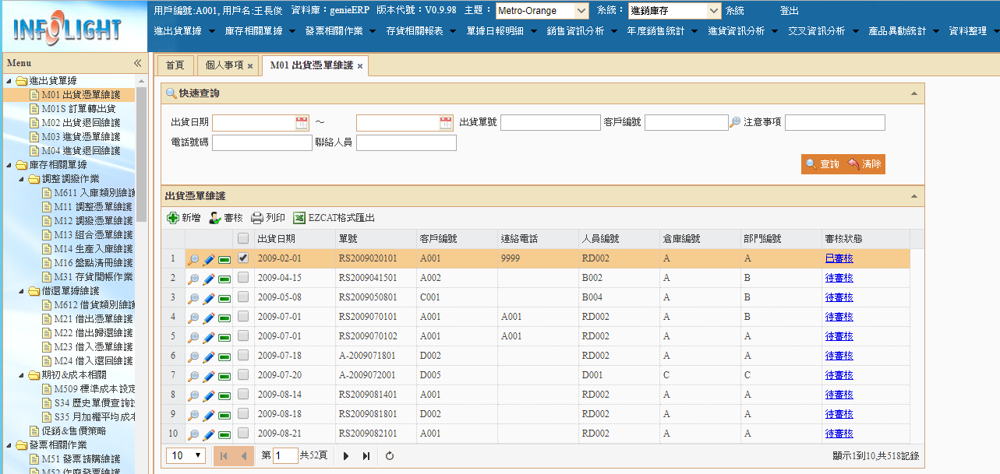 INFOLIGHT
用戶編號:A001, 用戶名:王長俊 資料庫：genieERP 版本代號：V0.9.98 主題： Metro-Orange 系統： 進銷庫存 系統 登出
進出貨單據 庫存相關單據 發票相關作業 存貨相關報表 單據日報明細 銷售資訊分析 年度銷售統計 進貨資訊分析 交叉資訊分析 產品異動統計 資料整理
Menu
首頁 個人事項 × M01 出貨憑單維護 ×
進出貨單據
M01 出貨憑單維護
M01S 訂單轉出貨
M02 出貨退回維護
M03 進貨憑單維護
M04 進貨退回維護
庫存相關單據
調整調撥作業
M611 入庫類別維護
M11 調整憑單維護
M12 調撥憑單維護
M13 組合憑單維護
M14 生產入庫維護
M16 盤點清冊維護
M31 存貨開帳作業
借還單據維護
M612 借貨類別維護
M21 借出憑單維護
M22 借出歸還維護
M23 借入憑單維護
M24 借入還回維護
期初&成本相關
M509 標準成本設定
S34 歷史單價查詢
S35 月加權平均成本
促銷&售價策略
發票相關作業
M51 發票請購維護
M52 作廢發票維護
快速查詢
出貨日期 ～ 出貨單號 客戶編號 注意事項
電話號碼 聯絡人員
查詢 清除
出貨憑單維護
新增 審核 列印 EZCAT格式匯出
出貨日期 單號 客戶編號 連絡電話 人員編號 倉庫編號 部門編號 審核狀態
1 2009-02-01 RS2009020101 A001 9999 RD002 A A 已審核
2 2009-04-15 RS2009041501 A002 B002 A B 待審核
3 2009-05-08 RS2009050801 C001 B004 A B 待審核
4 2009-07-01 RS2009070101 A001 A001 RD002 A B 待審核
5 2009-07-01 RS2009070102 A001 A001 RD002 A A 待審核
6 2009-07-18 A-2009071801 D002 RD002 A A 待審核
7 2009-07-20 A-2009072001 D005 D001 C C 待審核
8 2009-08-14 RS2009081401 A001 RD002 A A 待審核
9 2009-08-18 RS2009081801 D002 RD002 A A 待審核
10 2009-08-21 RS2009082101 A001 RD002 A A 待審核
10 第 1 共52頁 顯示1到10,共518記錄